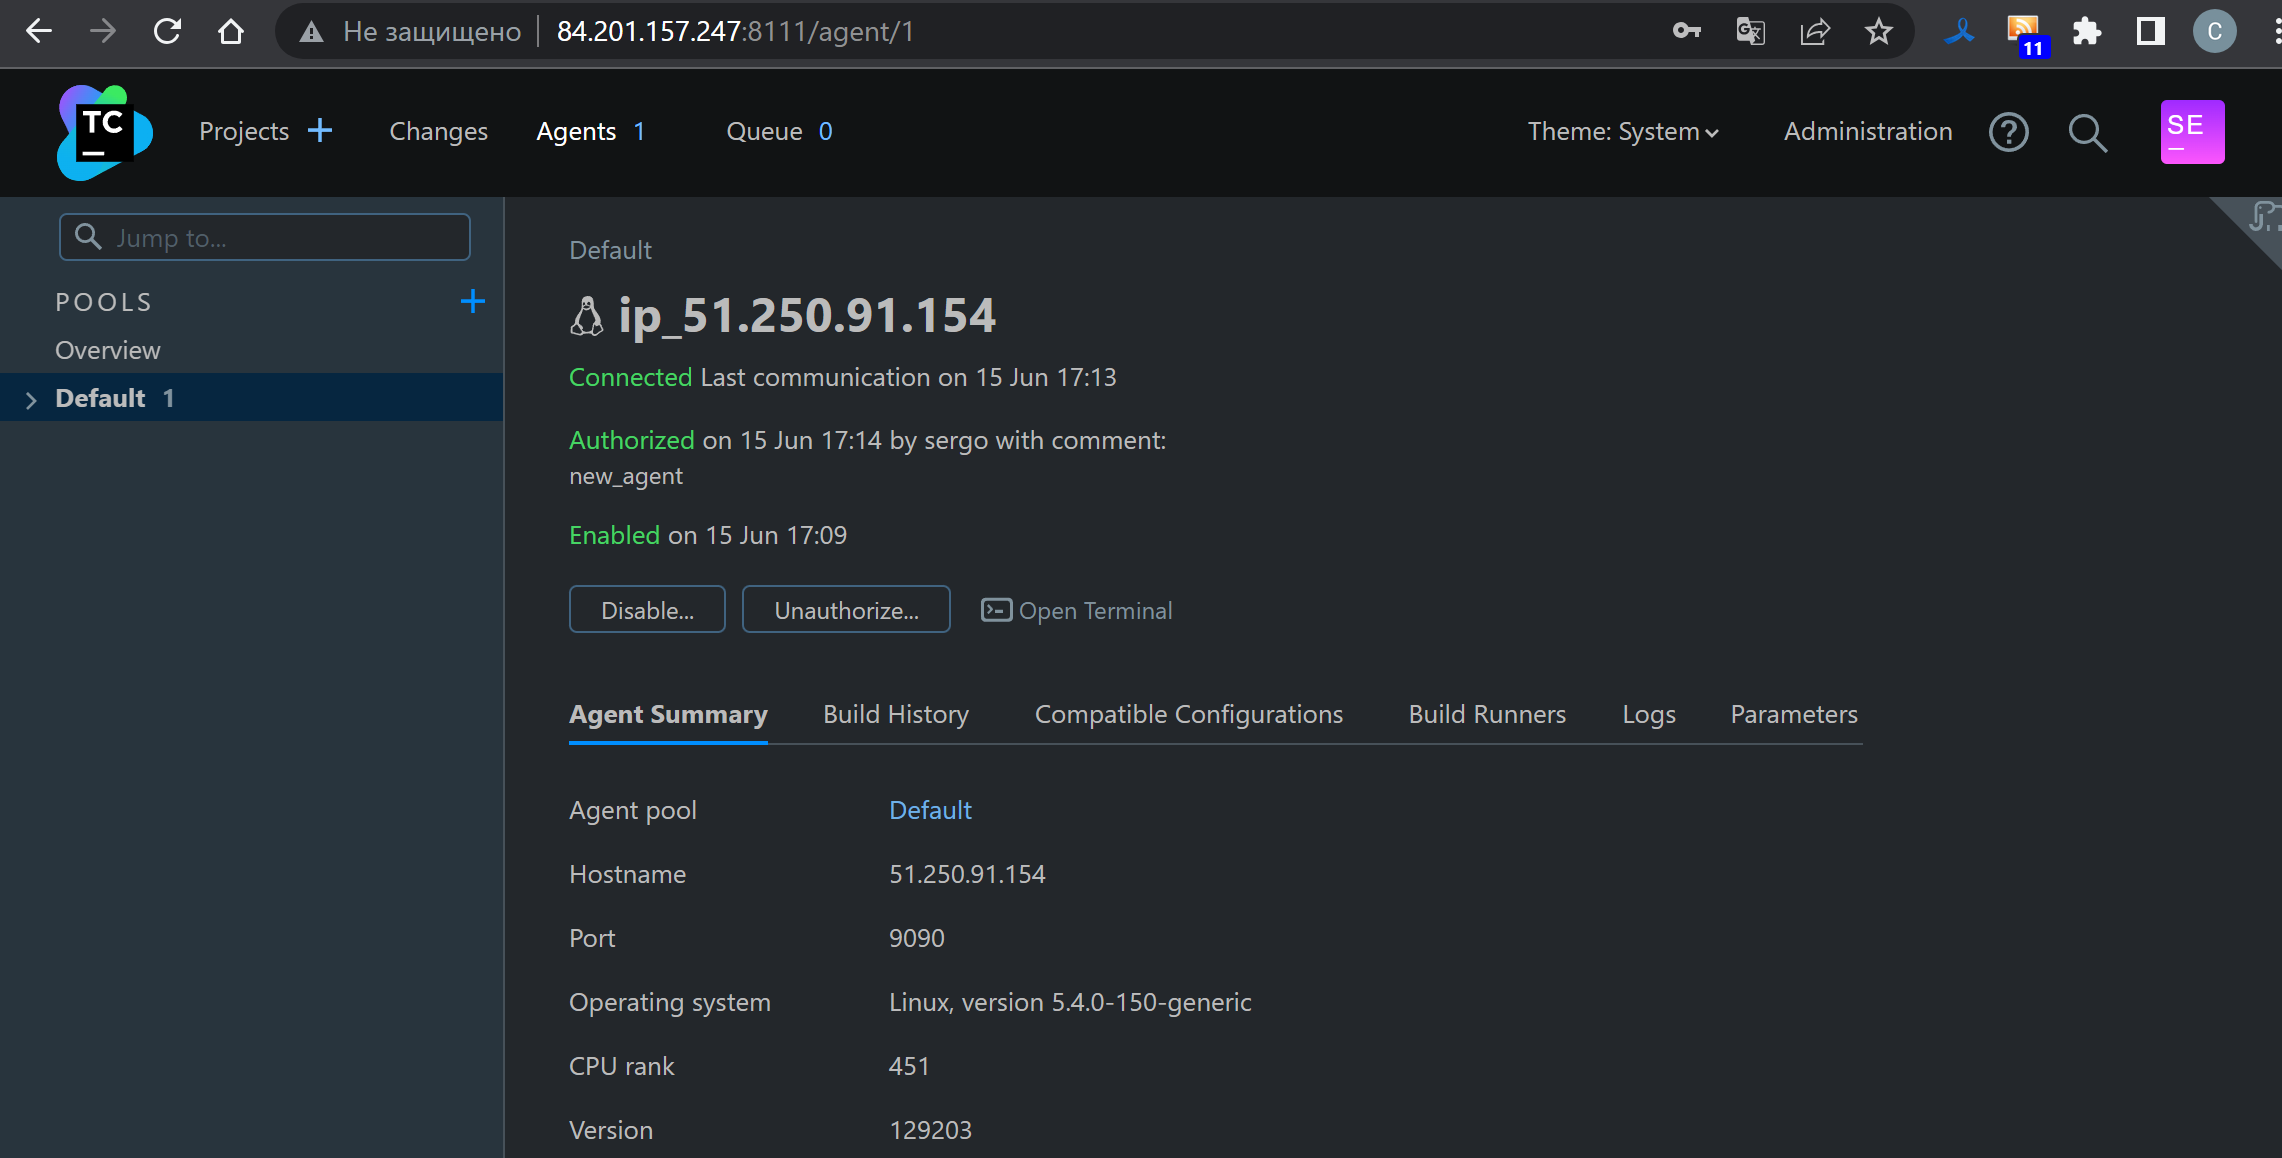 Не защищено 84.201.157.247:8111/agent/1
11
C
TC
Projects
Changes
Agents 1
Queue 0
Theme: System
Administration
SE
Jump to...
POOLS
Overview
Default 1
Default
ip_51.250.91.154
Connected Last communication on 15 Jun 17:13
Authorized on 15 Jun 17:14 by sergo with comment:
new_agent
Enabled on 15 Jun 17:09
Disable...
Unauthorize...
Open Terminal
Agent Summary
Build History
Compatible Configurations
Build Runners
Logs
Parameters
Agent pool Default
Hostname 51.250.91.154
Port 9090
Operating system Linux, version 5.4.0-150-generic
CPU rank 451
Version 129203